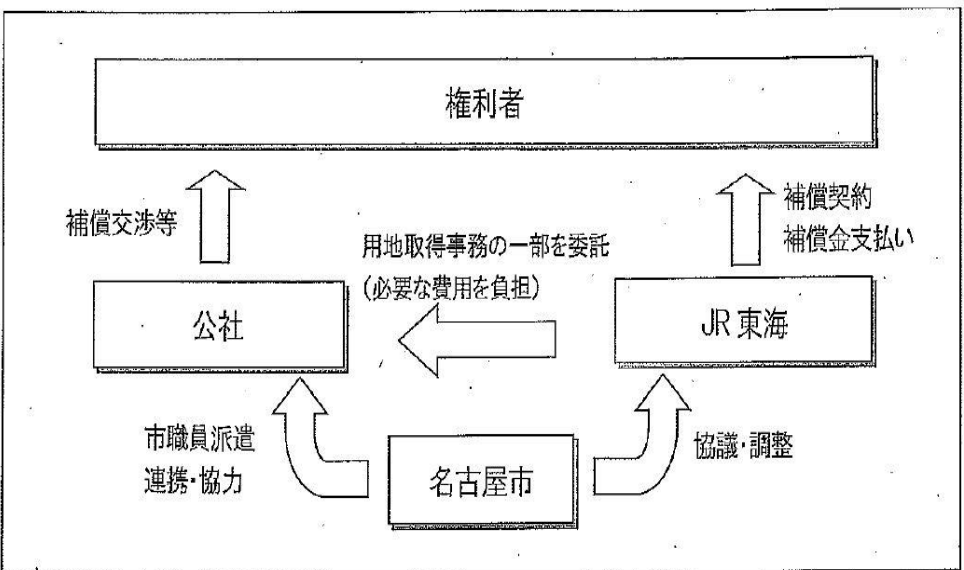 権利者
補償交渉等
補償契約
補償金支払い
用地取得事務の一部を委託
(必要な費用を負担)
公社
JR東海
市職員派遣
連携・協力
名古屋市
協議・調整